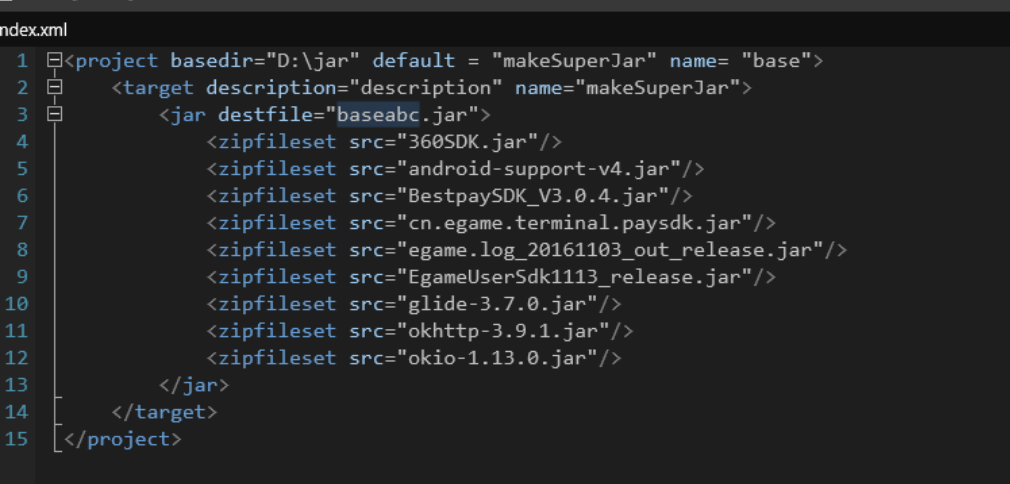 ndex.xml
1 <project basedir="D:\jar" default = "makeSuperJar" name= "base">
2 <target description="description" name="makeSuperJar">
3 <jar destfile="baseabc.jar">
4 <zipfileset src="360SDK.jar"/>
5 <zipfileset src="android-support-v4.jar"/>
6 <zipfileset src="BestpaySDK_V3.0.4.jar"/>
7 <zipfileset src="cn.egame.terminal.paysdk.jar"/>
8 <zipfileset src="egame.log_20161103_out_release.jar"/>
9 <zipfileset src="EgameUserSdk1113_release.jar"/>
10 <zipfileset src="glide-3.7.0.jar"/>
11 <zipfileset src="okhttp-3.9.1.jar"/>
12 <zipfileset src="okio-1.13.0.jar"/>
13 </jar>
14 </target>
15 </project>